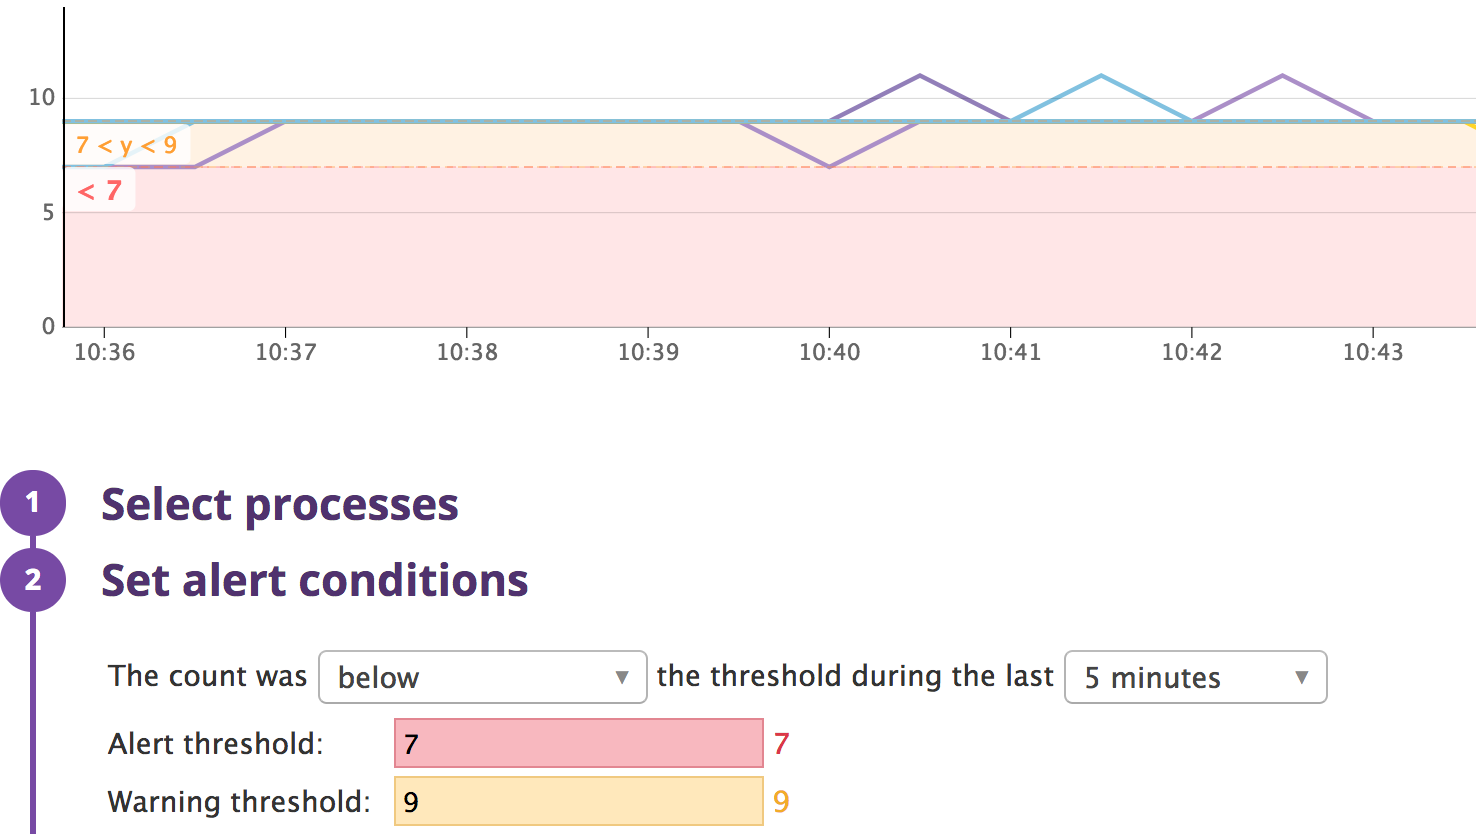 10
7 < y < 9
< 7
5
0
10:36 10:37 10:38 10:39 10:40 10:41 10:42 10:43
1 Select processes
2 Set alert conditions
The count was below ▼ the threshold during the last 5 minutes ▼
Alert threshold: 7 7
Warning threshold: 9 9